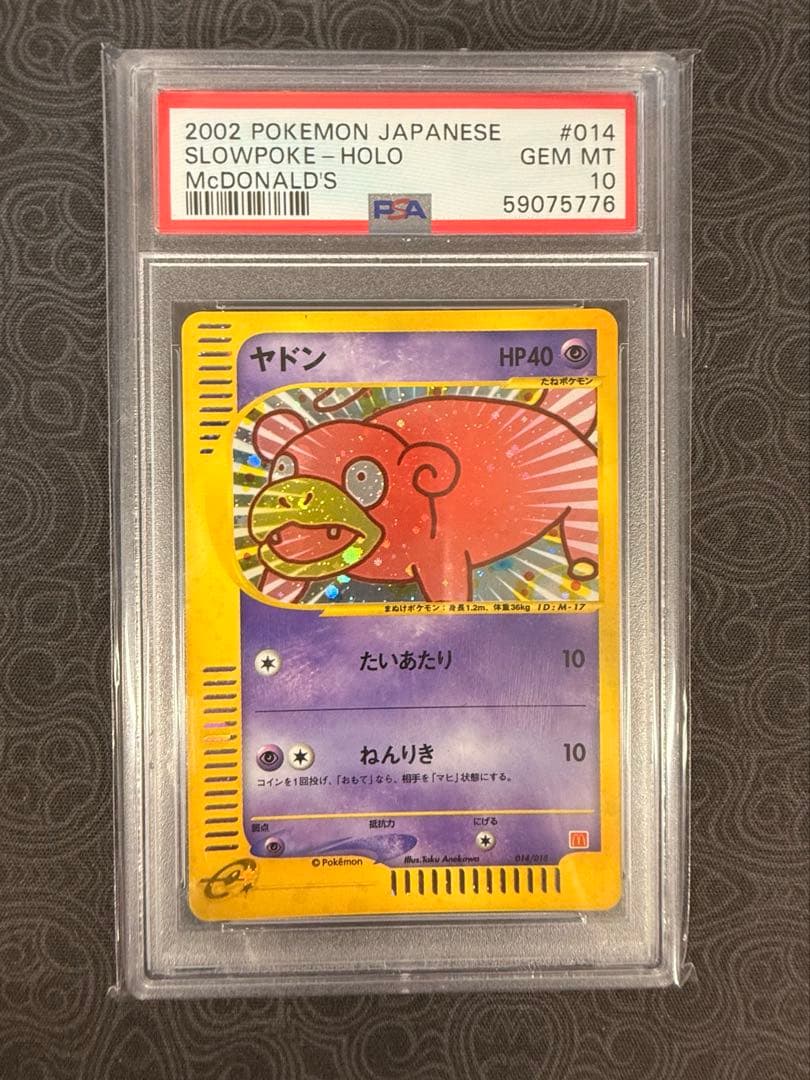 2002 POKEMON JAPANESE #014
SLOWPOKE - HOLO GEM MT
McDONALD'S 10
PSA 59075776
ヤドン HP40
たねポケモン
まぬけポケモン:身長1.2m、体重36kg ID:M-17
たいあたり 10
ねんりき 10
コインを1回投げ、「おもて」なら、相手を「マヒ」状態にする。
弱点 抵抗力 にげる
©Pokémon Illus.Taku Anekawa 014/018
e